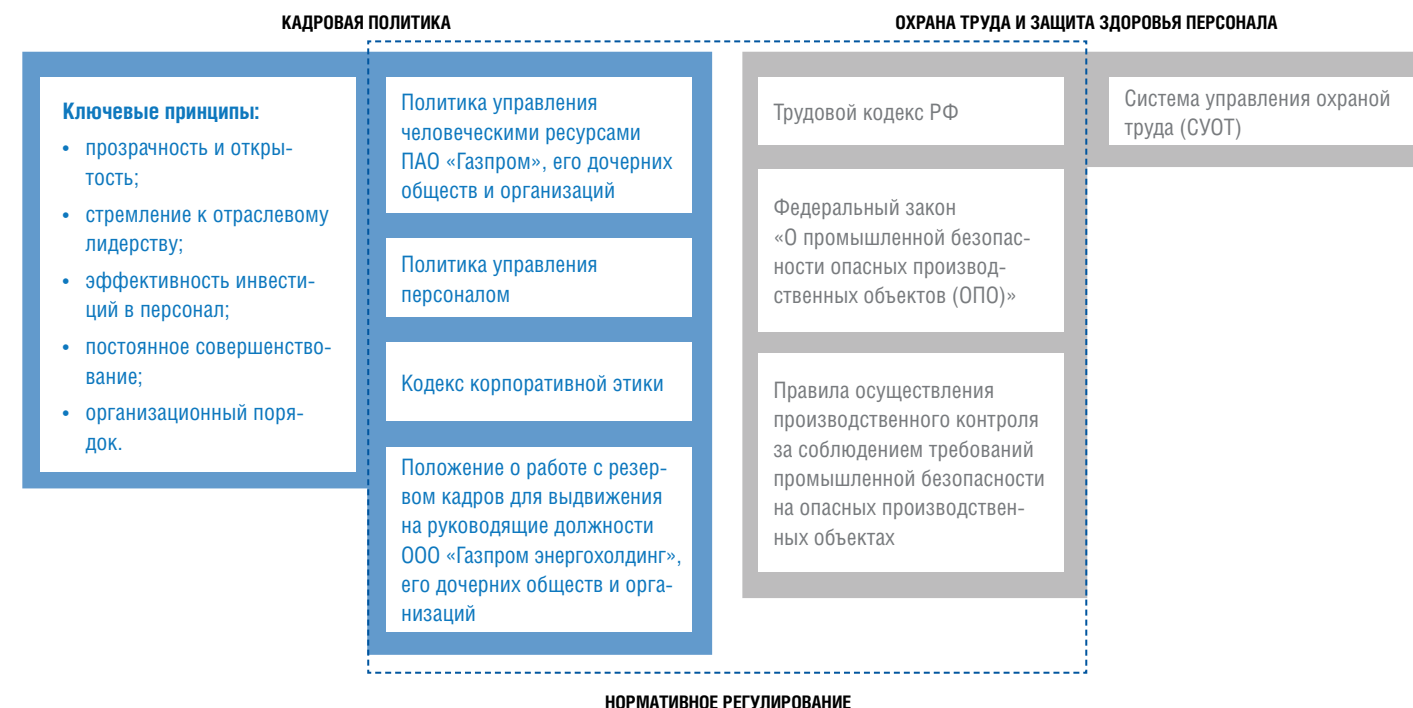 КАДРОВАЯ ПОЛИТИКА
ОХРАНА ТРУДА И ЗАЩИТА ЗДОРОВЬЯ ПЕРСОНАЛА
Ключевые принципы:
• прозрачность и откры-
тость;
• стремление к отраслевому
лидерству;
• эффективность инвести-
ций в персонал;
• постоянное совершенство-
вание;
• организационный поря-
док.
Политика управления
человеческими ресурсами
ПАО «Газпром», его дочерних
обществ и организаций
Политика управления
персоналом
Кодекс корпоративной этики
Положение о работе с резер-
вом кадров для выдвижения
на руководящие должности
ООО «Газпром энергохолдинг»,
его дочерних обществ и орга-
низаций
Трудовой кодекс РФ
Федеральный закон
«О промышленной безопас-
ности опасных производ-
ственных объектов (ОПО)»
Правила осуществления
производственного контроля
за соблюдением требований
промышленной безопасности
на опасных производствен-
ных объектах
Система управления охраной
труда (СУОТ)
НОРМАТИВНОЕ РЕГУЛИРОВАНИЕ